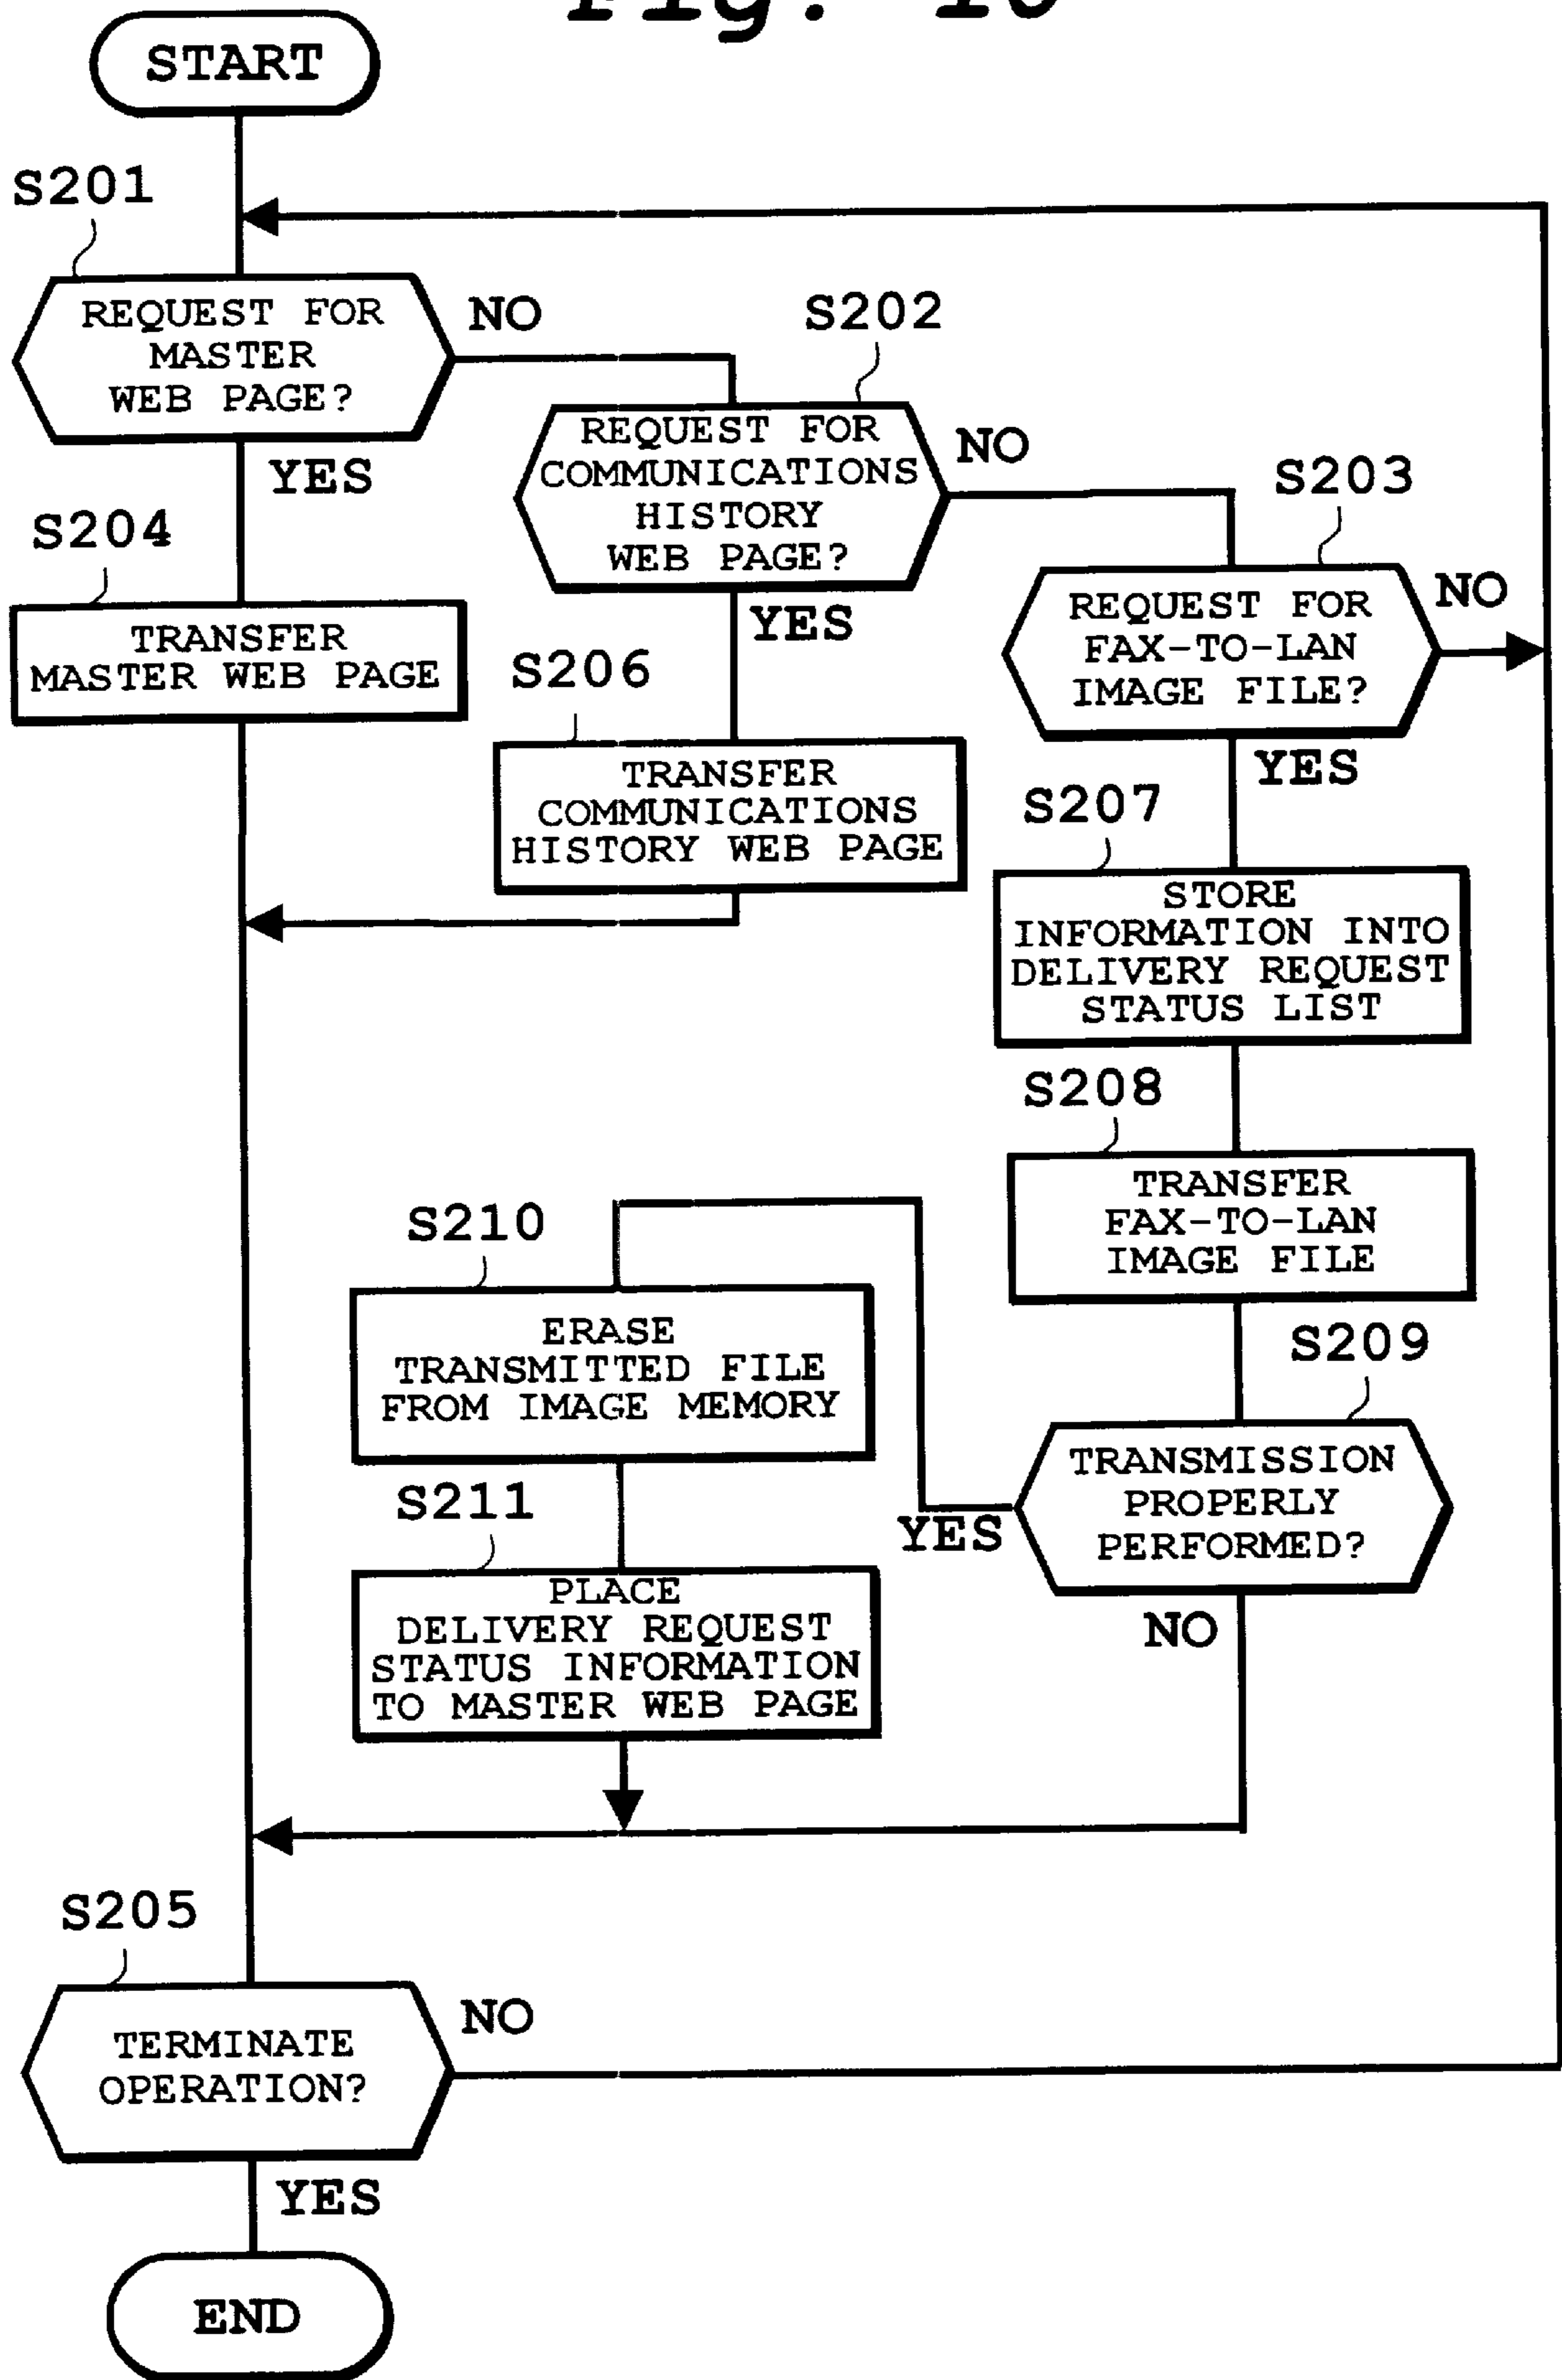 START
S201
REQUEST FOR
MASTER
WEB PAGE?
NO
YES
S202
REQUEST FOR
COMMUNICATIONS
HISTORY
WEB PAGE?
NO
YES
S203
REQUEST FOR
FAX-TO-LAN
IMAGE FILE?
NO
YES
S204
TRANSFER
MASTER WEB PAGE
S206
TRANSFER
COMMUNICATIONS
HISTORY WEB PAGE
S207
STORE
INFORMATION INTO
DELIVERY REQUEST
STATUS LIST
S208
TRANSFER
FAX-TO-LAN
IMAGE FILE
S209
TRANSMISSION
PROPERLY
PERFORMED?
YES
NO
S210
ERASE
TRANSMITTED FILE
FROM IMAGE MEMORY
S211
PLACE
DELIVERY REQUEST
STATUS INFORMATION
TO MASTER WEB PAGE
S205
TERMINATE
OPERATION?
NO
YES
END